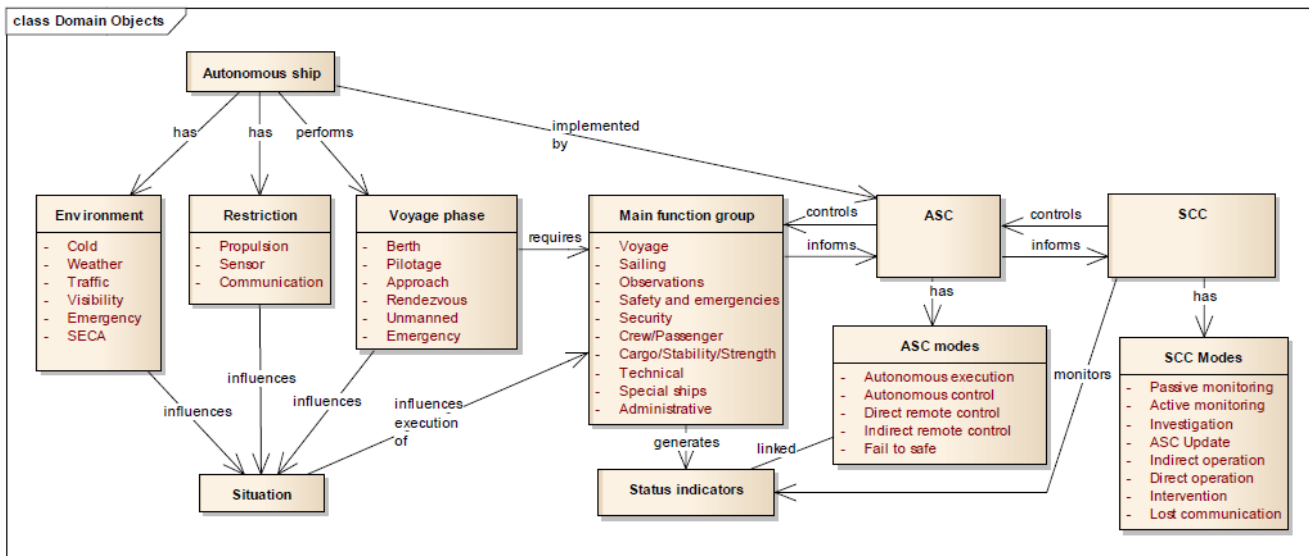 class Domain Objects
Autonomous ship
has
has
performs
implemented
by
Environment
- Cold
- Weather
- Traffic
- Visibility
- Emergency
- SECA
Restriction
- Propulsion
- Sensor
- Communication
Voyage phase
- Berth
- Pilotage
- Approach
- Rendezvous
- Unmanned
- Emergency
requires
Main function group
- Voyage
- Sailing
- Observations
- Safety and emergencies
- Security
- Crew/Passenger
- Cargo/Stability/Strength
- Technical
- Special ships
- Administrative
controls
informs
ASC
controls
informs
SCC
has
has
ASC modes
- Autonomous execution
- Autonomous control
- Direct remote control
- Indirect remote control
- Fail to safe
monitors
SCC Modes
- Passive monitoring
- Active monitoring
- Investigation
- ASC Update
- Indirect operation
- Direct operation
- Intervention
- Lost communication
influences
influences
influences
influences
execution
of
generates
linked
Situation
Status indicators